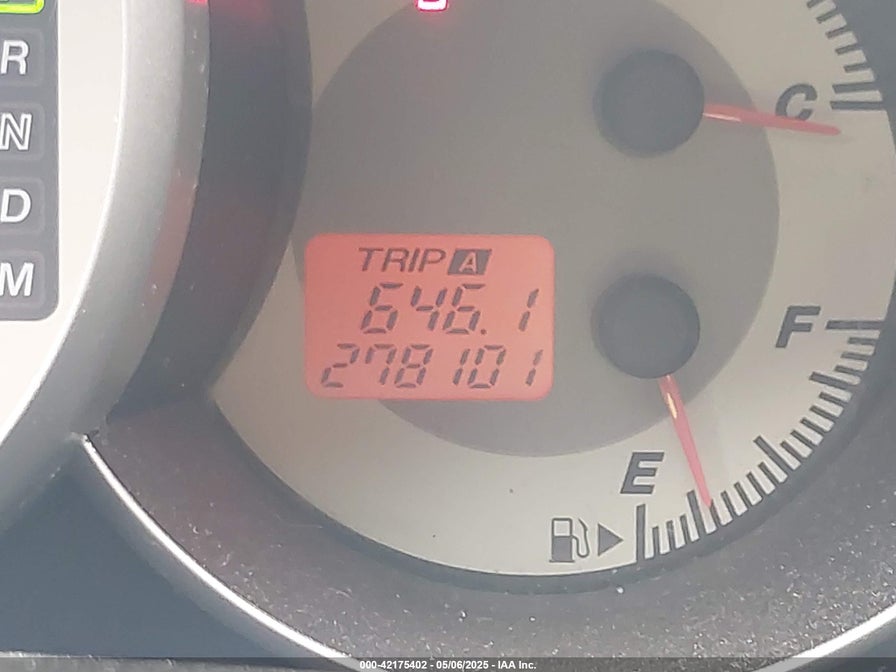 R
N
D
M
C
TRIP A
646.1
278101
F
E
000-42175402 - 05/06/2025 - IAA Inc.